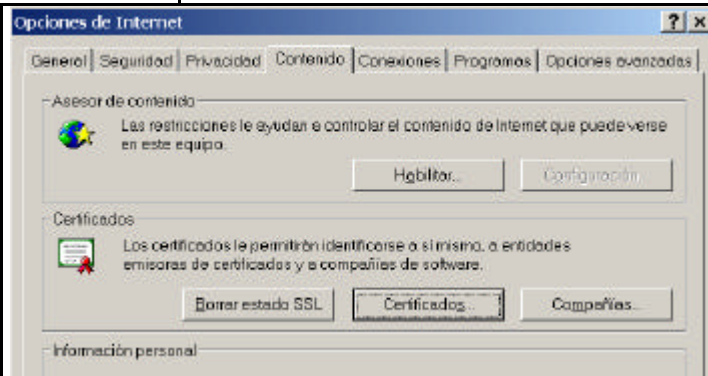 Opciones de Internet
General Seguridad Privacidad Contenido Conexiones Programas Opciones avanzadas
Asesor de contenido
Las restricciones le ayudan a controlar el contenido de Internet que puede verse
en este equipo.
Habilitar... Configuración...
Certificados
Los certificados le permitirán identificarse a sí mismo, a entidades
emisoras de certificados y a compañías de software.
Borrar estado SSL Certificados... Compañías...
Información personal